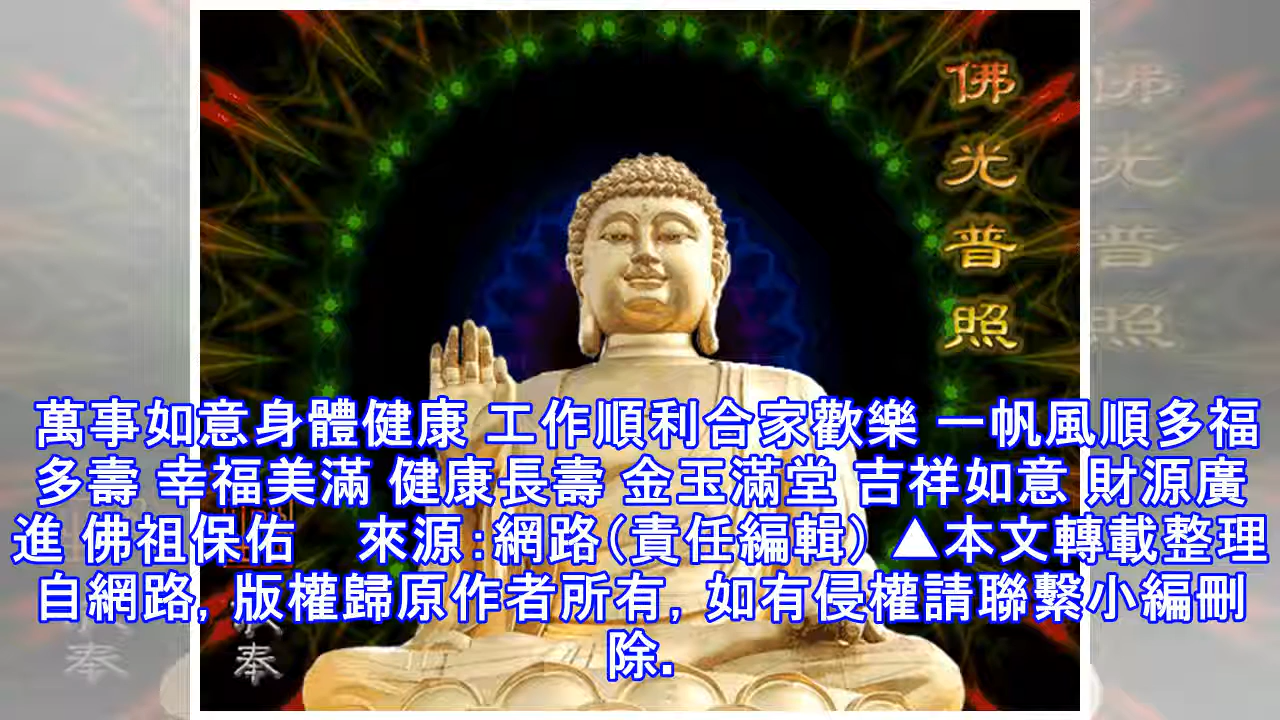 佛光普照
萬事如意身體健康 工作順利合家歡樂 一帆風順多福
多壽 幸福美滿 健康長壽 金玉滿堂 吉祥如意 財源廣
進 佛祖保佑　來源:網路(責任編輯) ▲本文轉載整理
自網路, 版權歸原作者所有, 如有侵權請聯繫小編刪
除.
奉